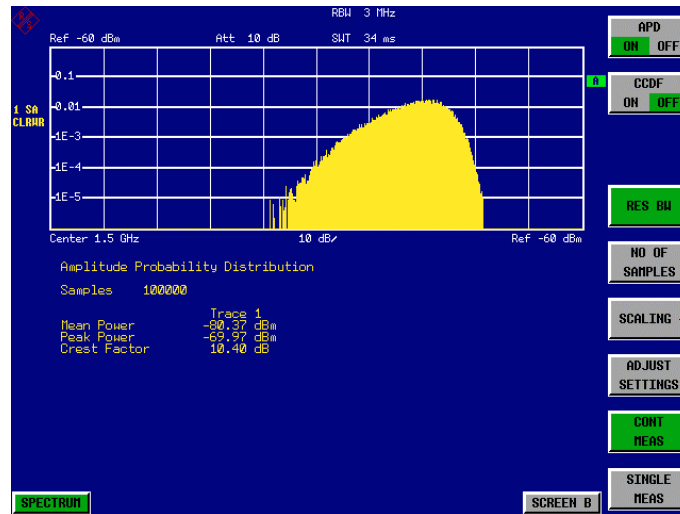 RBW 3 MHz
Ref -60 dBm Att 10 dB SWT 34 ms
0.1
A
1 SA
CLRWR
0.01
1E-3
1E-4
1E-5
Center 1.5 GHz 10 dB/ Ref -60 dBm
Amplitude Probability Distribution
Samples 100000
Trace 1
Mean Power -80.37 dBm
Peak Power -69.97 dBm
Crest Factor 10.40 dB
APD
ON OFF
CCDF
ON OFF
RES BW
NO OF
SAMPLES
SCALING
ADJUST
SETTINGS
CONT
MEAS
SINGLE
MEAS
SPECTRUM
SCREEN B